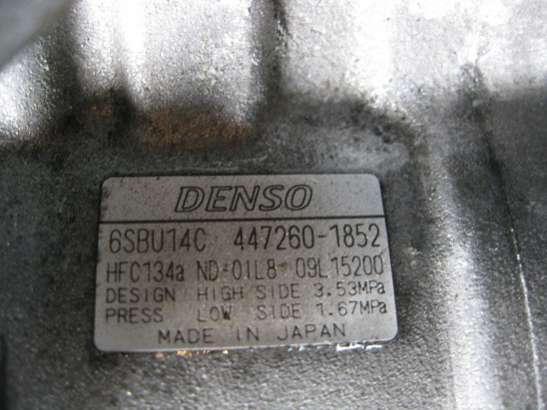 DENSO
6SBU14C 447260-1852
HFC134a ND-OIL8 09L15200
DESIGN HIGH SIDE 3.53MPa
PRESS LOW SIDE 1.67MPa
MADE IN JAPAN